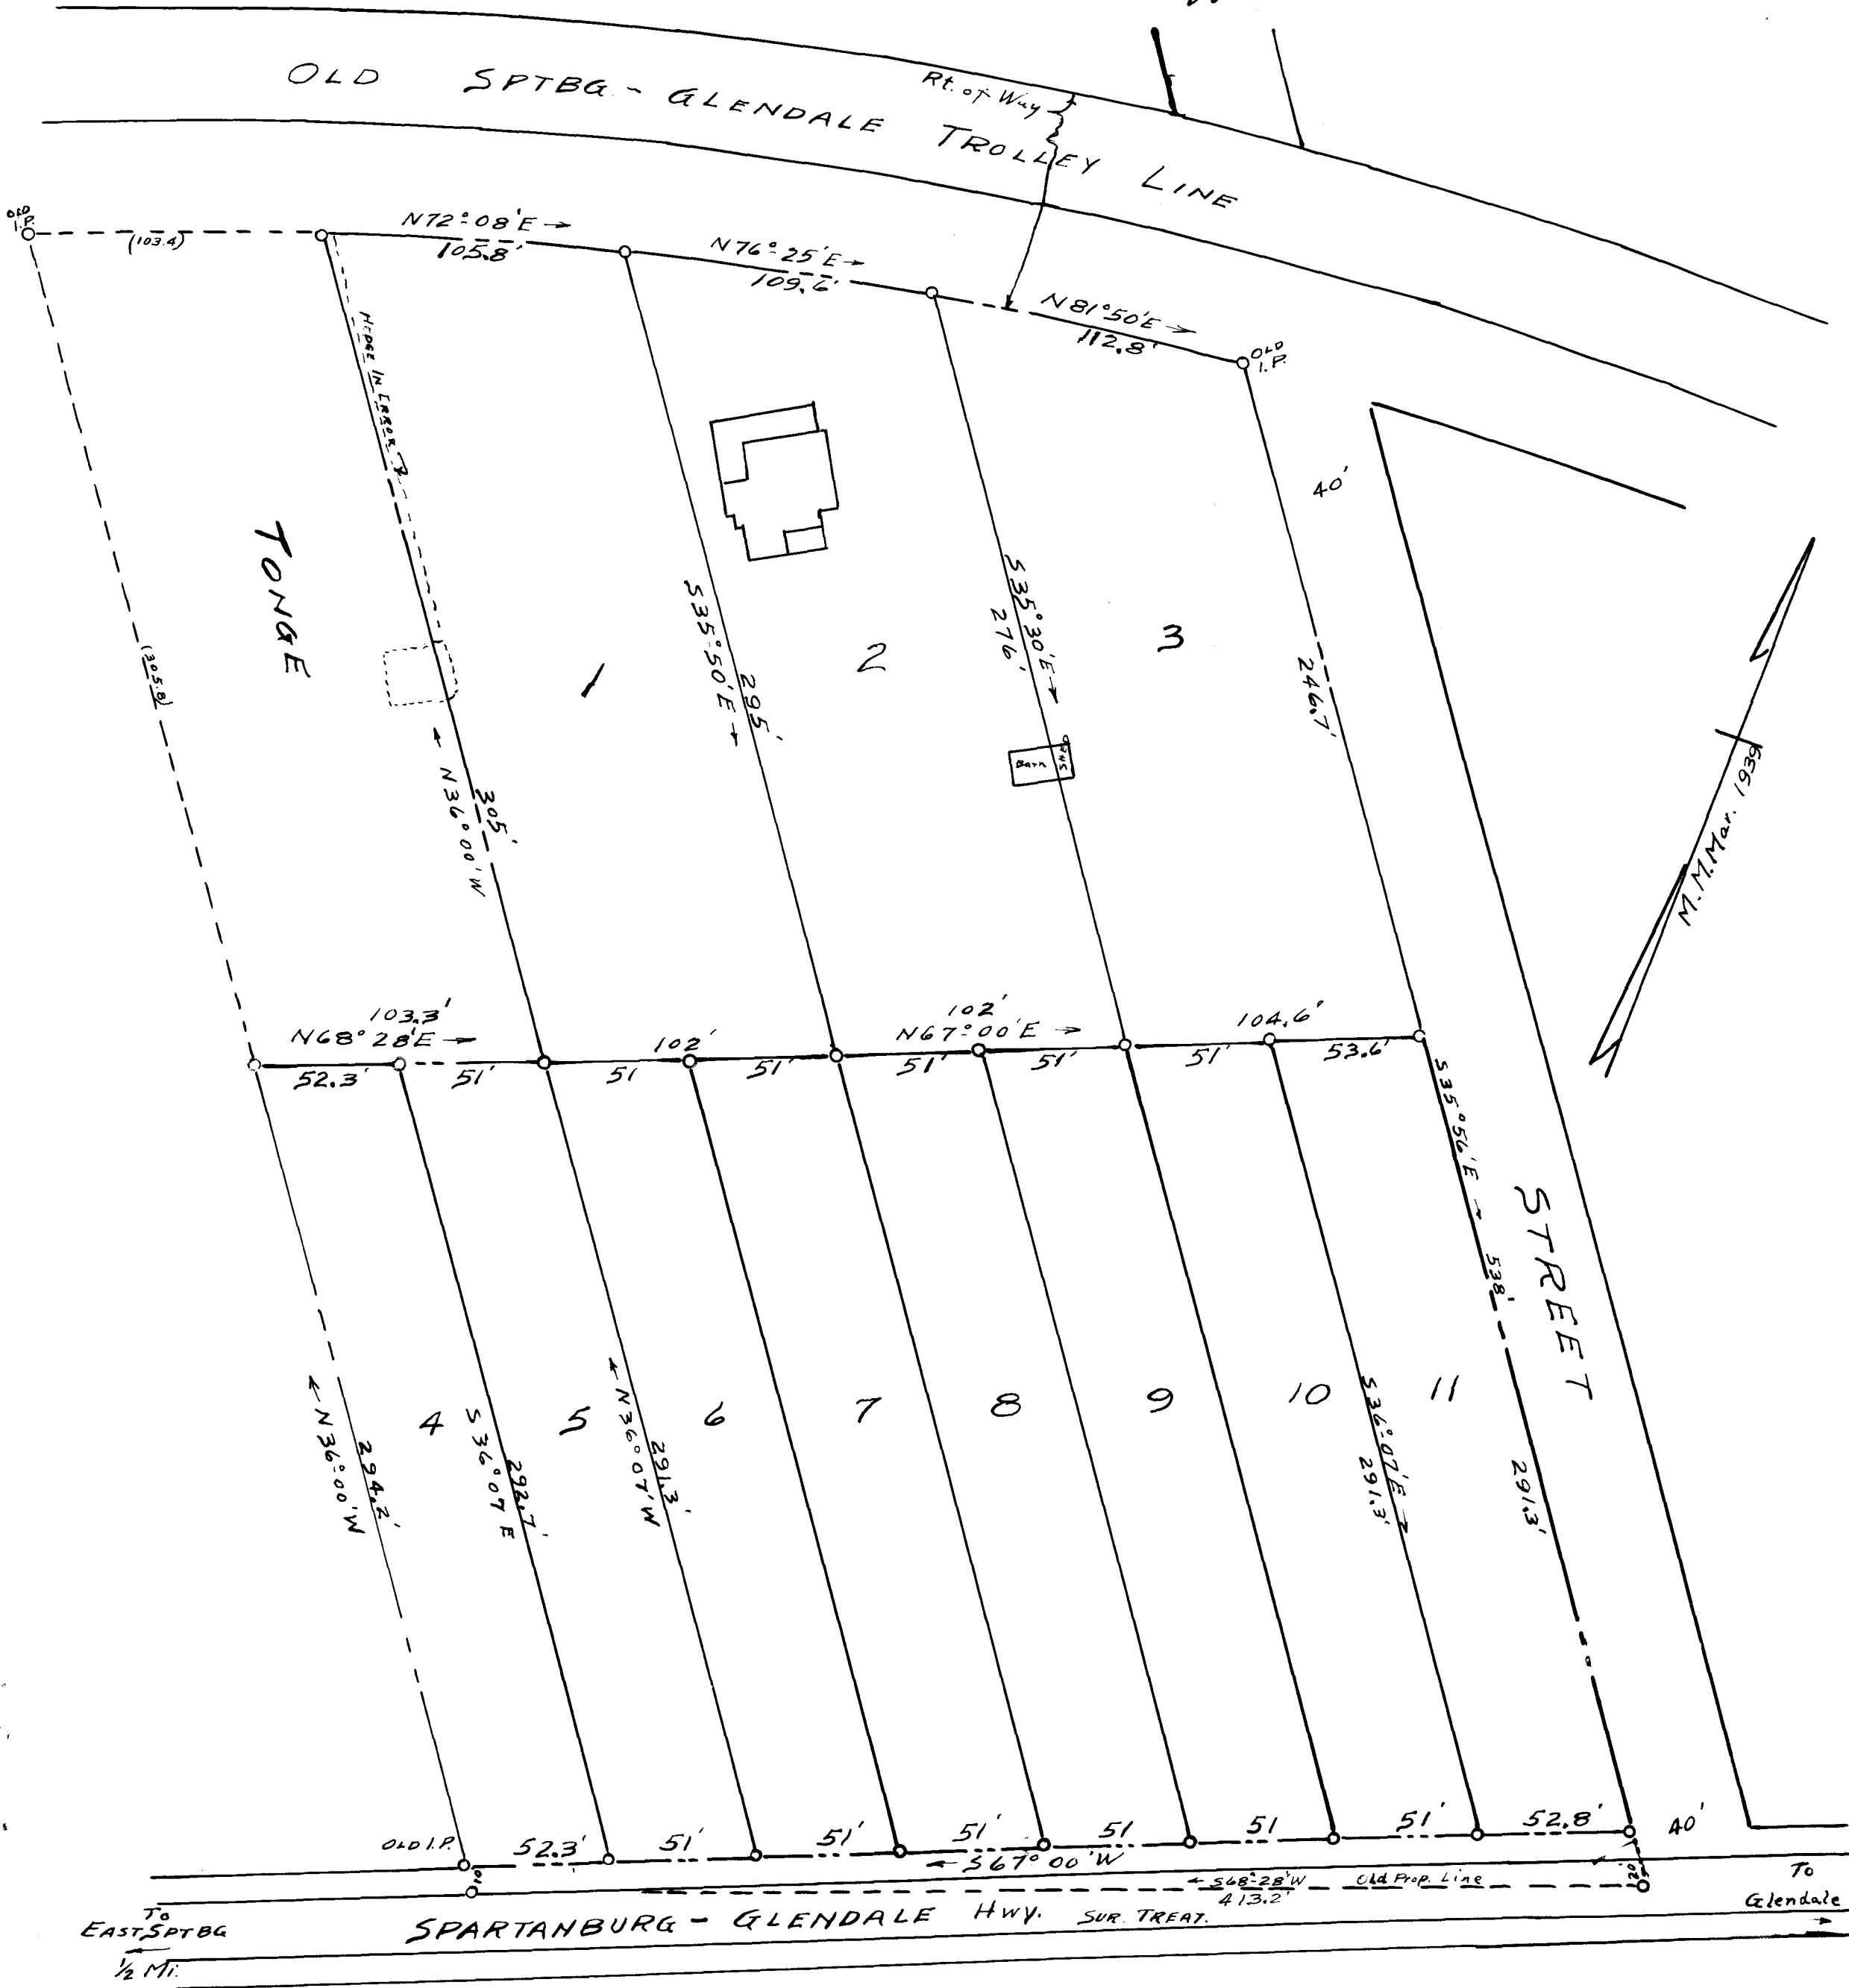 OLD SPTBG. - GLENDALE TROLLEY LINE
Rt. of Way
OLD
I.P.
(103.4)
N72°08'E →
105.8'
N76°25'E →
109.6'
N81°50'E →
112.8'
OLD
I.P.
HEDGE IN ERROR
TONGE
(305.8)
40'
1
2
3
S35°50'E →
295'
S35°30'E →
276'
246.7'
Barn
SHED
← N36°00'W
305'
M.M. Mar. 1939
103.3'
N68°28'E →
102'
102'
N67°00'E →
104.6'
52.3'
51'
51
51'
51'
51'
51'
53.6'
S35°56'E →
538'
STREET
4
5
6
7
8
9
10
11
← N36°00'W
294.2'
S36°07'E
292.7'
← N36°07'W
291.3'
S36°07'E →
291.3'
291.3'
OLD I.P.
52.3'
51'
51'
51'
51
51
51'
52.8'
40'
← S67°00'W
10'
20'
← S68°28'W Old Prop. Line
413.2'
To
EAST SPTBG
←
1/2 Mi.
SPARTANBURG - GLENDALE Hwy. SUR. TREAT.
To
Glendale
→